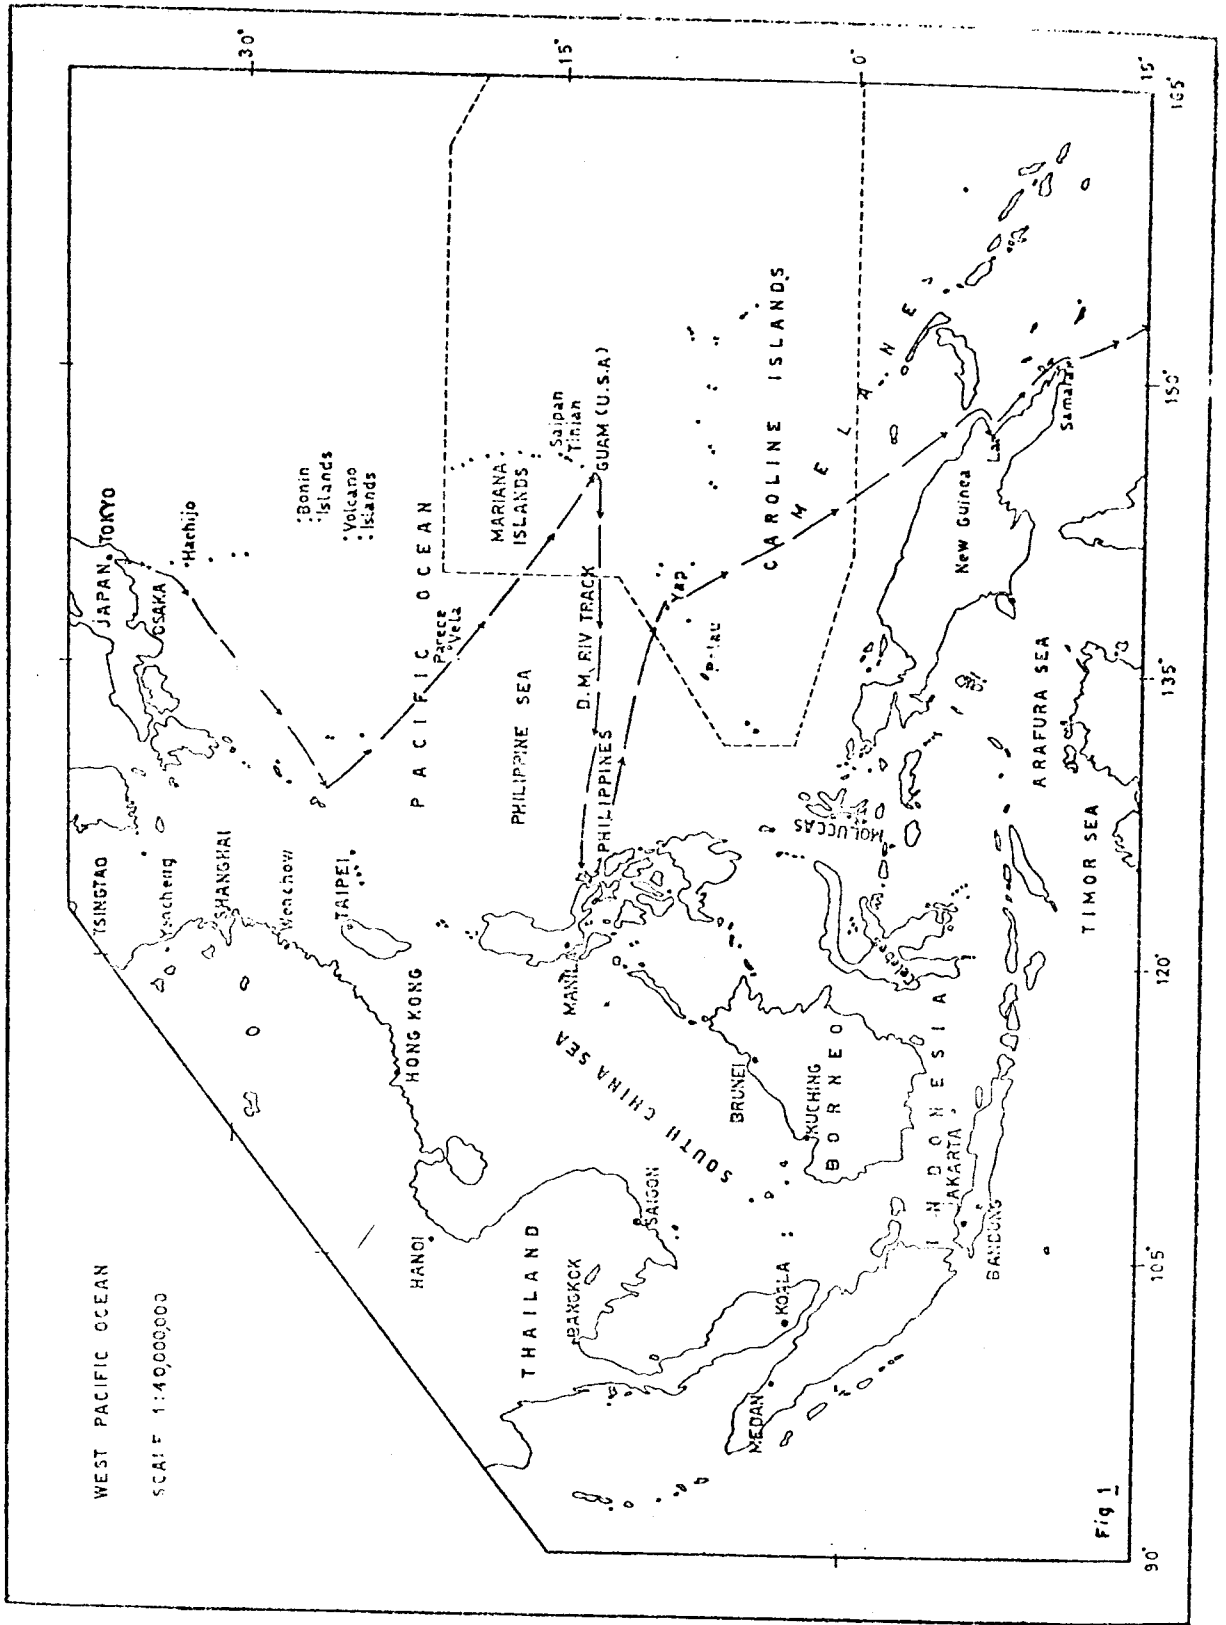 WEST PACIFIC OCEAN
SCALE 1:40,000,000
TSINGTAO
Yencheng
SHANGHAI
Wenchow
TAIPEI
HONG KONG
HANOI
THAILAND
BANGKOK
SAIGON
SOUTH CHINA SEA
MANILA
PHILIPPINES
PHILIPPINE SEA
D.M. RIV TRACK
PACIFIC OCEAN
JAPAN
TOKYO
OSAKA
Hachijo
Bonin
Islands
Volcano
Islands
Parece
Vela
MARIANA
ISLANDS
Saipan
Tinian
GUAM (U.S.A)
Yap
CAROLINE ISLANDS
New Guinea
Lae
Samarai
MOLUCCAS
Celebes
BRUNEI
KUCHING
BORNEO
KOALA
MEDAN
INDONESIA
JAKARTA
BANDUNG
TIMOR SEA
ARAFURA SEA
30°
15°
0°
15°
90°
105°
120°
135°
150°
165°
Fig 1